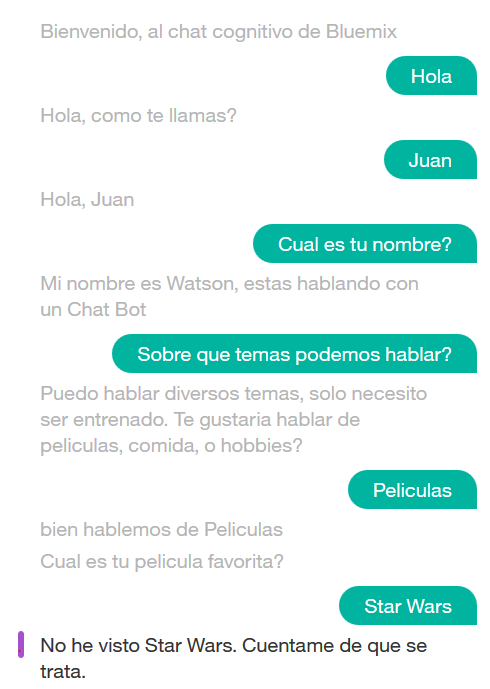 Bienvenido, al chat cognitivo de Bluemix
Hola
Hola, como te llamas?
Juan
Hola, Juan
Cual es tu nombre?
Mi nombre es Watson, estas hablando con
un Chat Bot
Sobre que temas podemos hablar?
Puedo hablar diversos temas, solo necesito
ser entrenado. Te gustaria hablar de
peliculas, comida, o hobbies?
Peliculas
bien hablemos de Peliculas
Cual es tu pelicula favorita?
Star Wars
No he visto Star Wars. Cuentame de que se
trata.